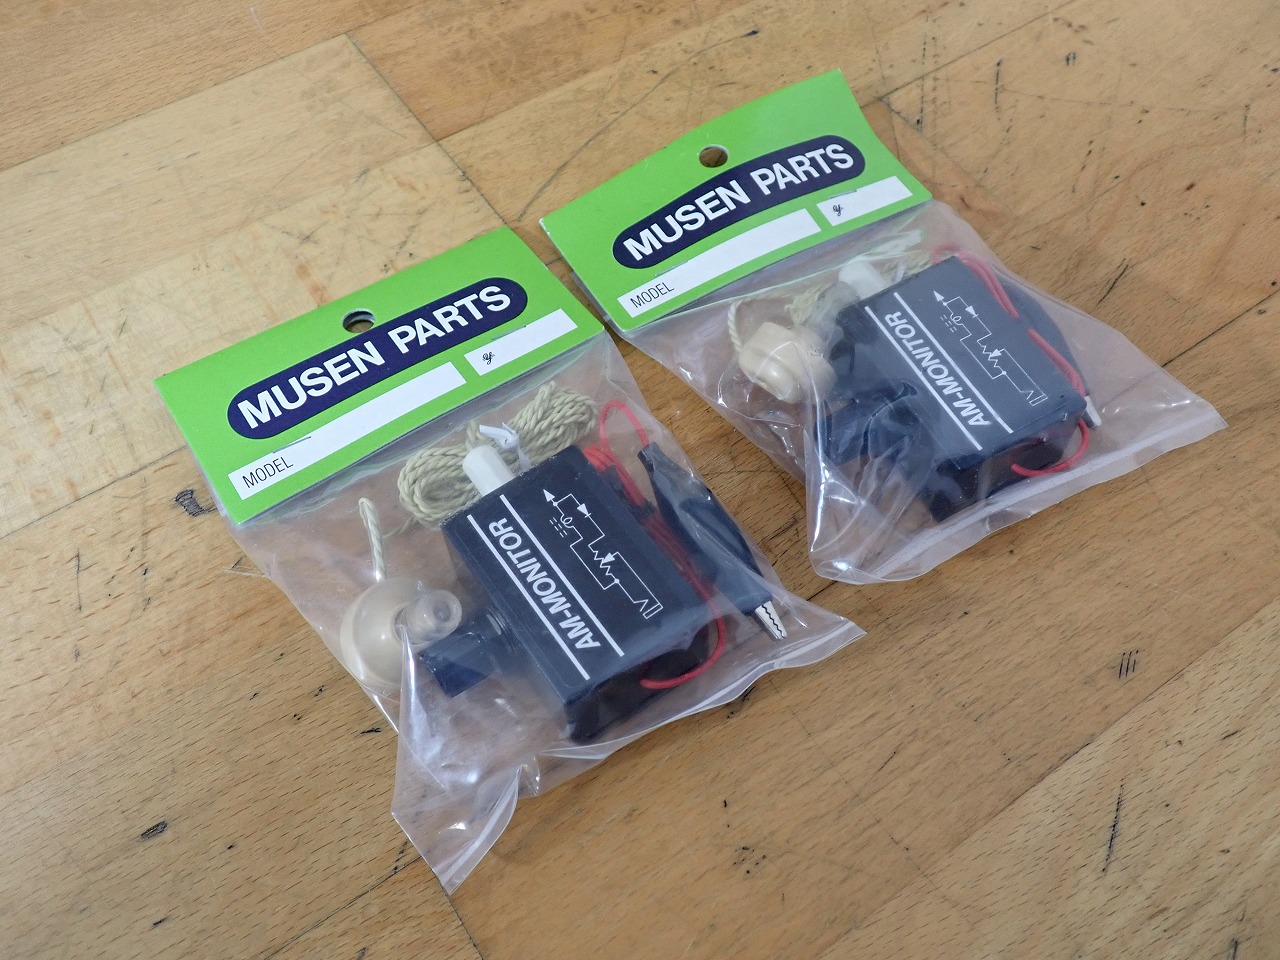 MUSEN PARTS
MODEL
¥
AM-MONITOR
MUSEN PARTS
MODEL
¥
AM-MONITOR